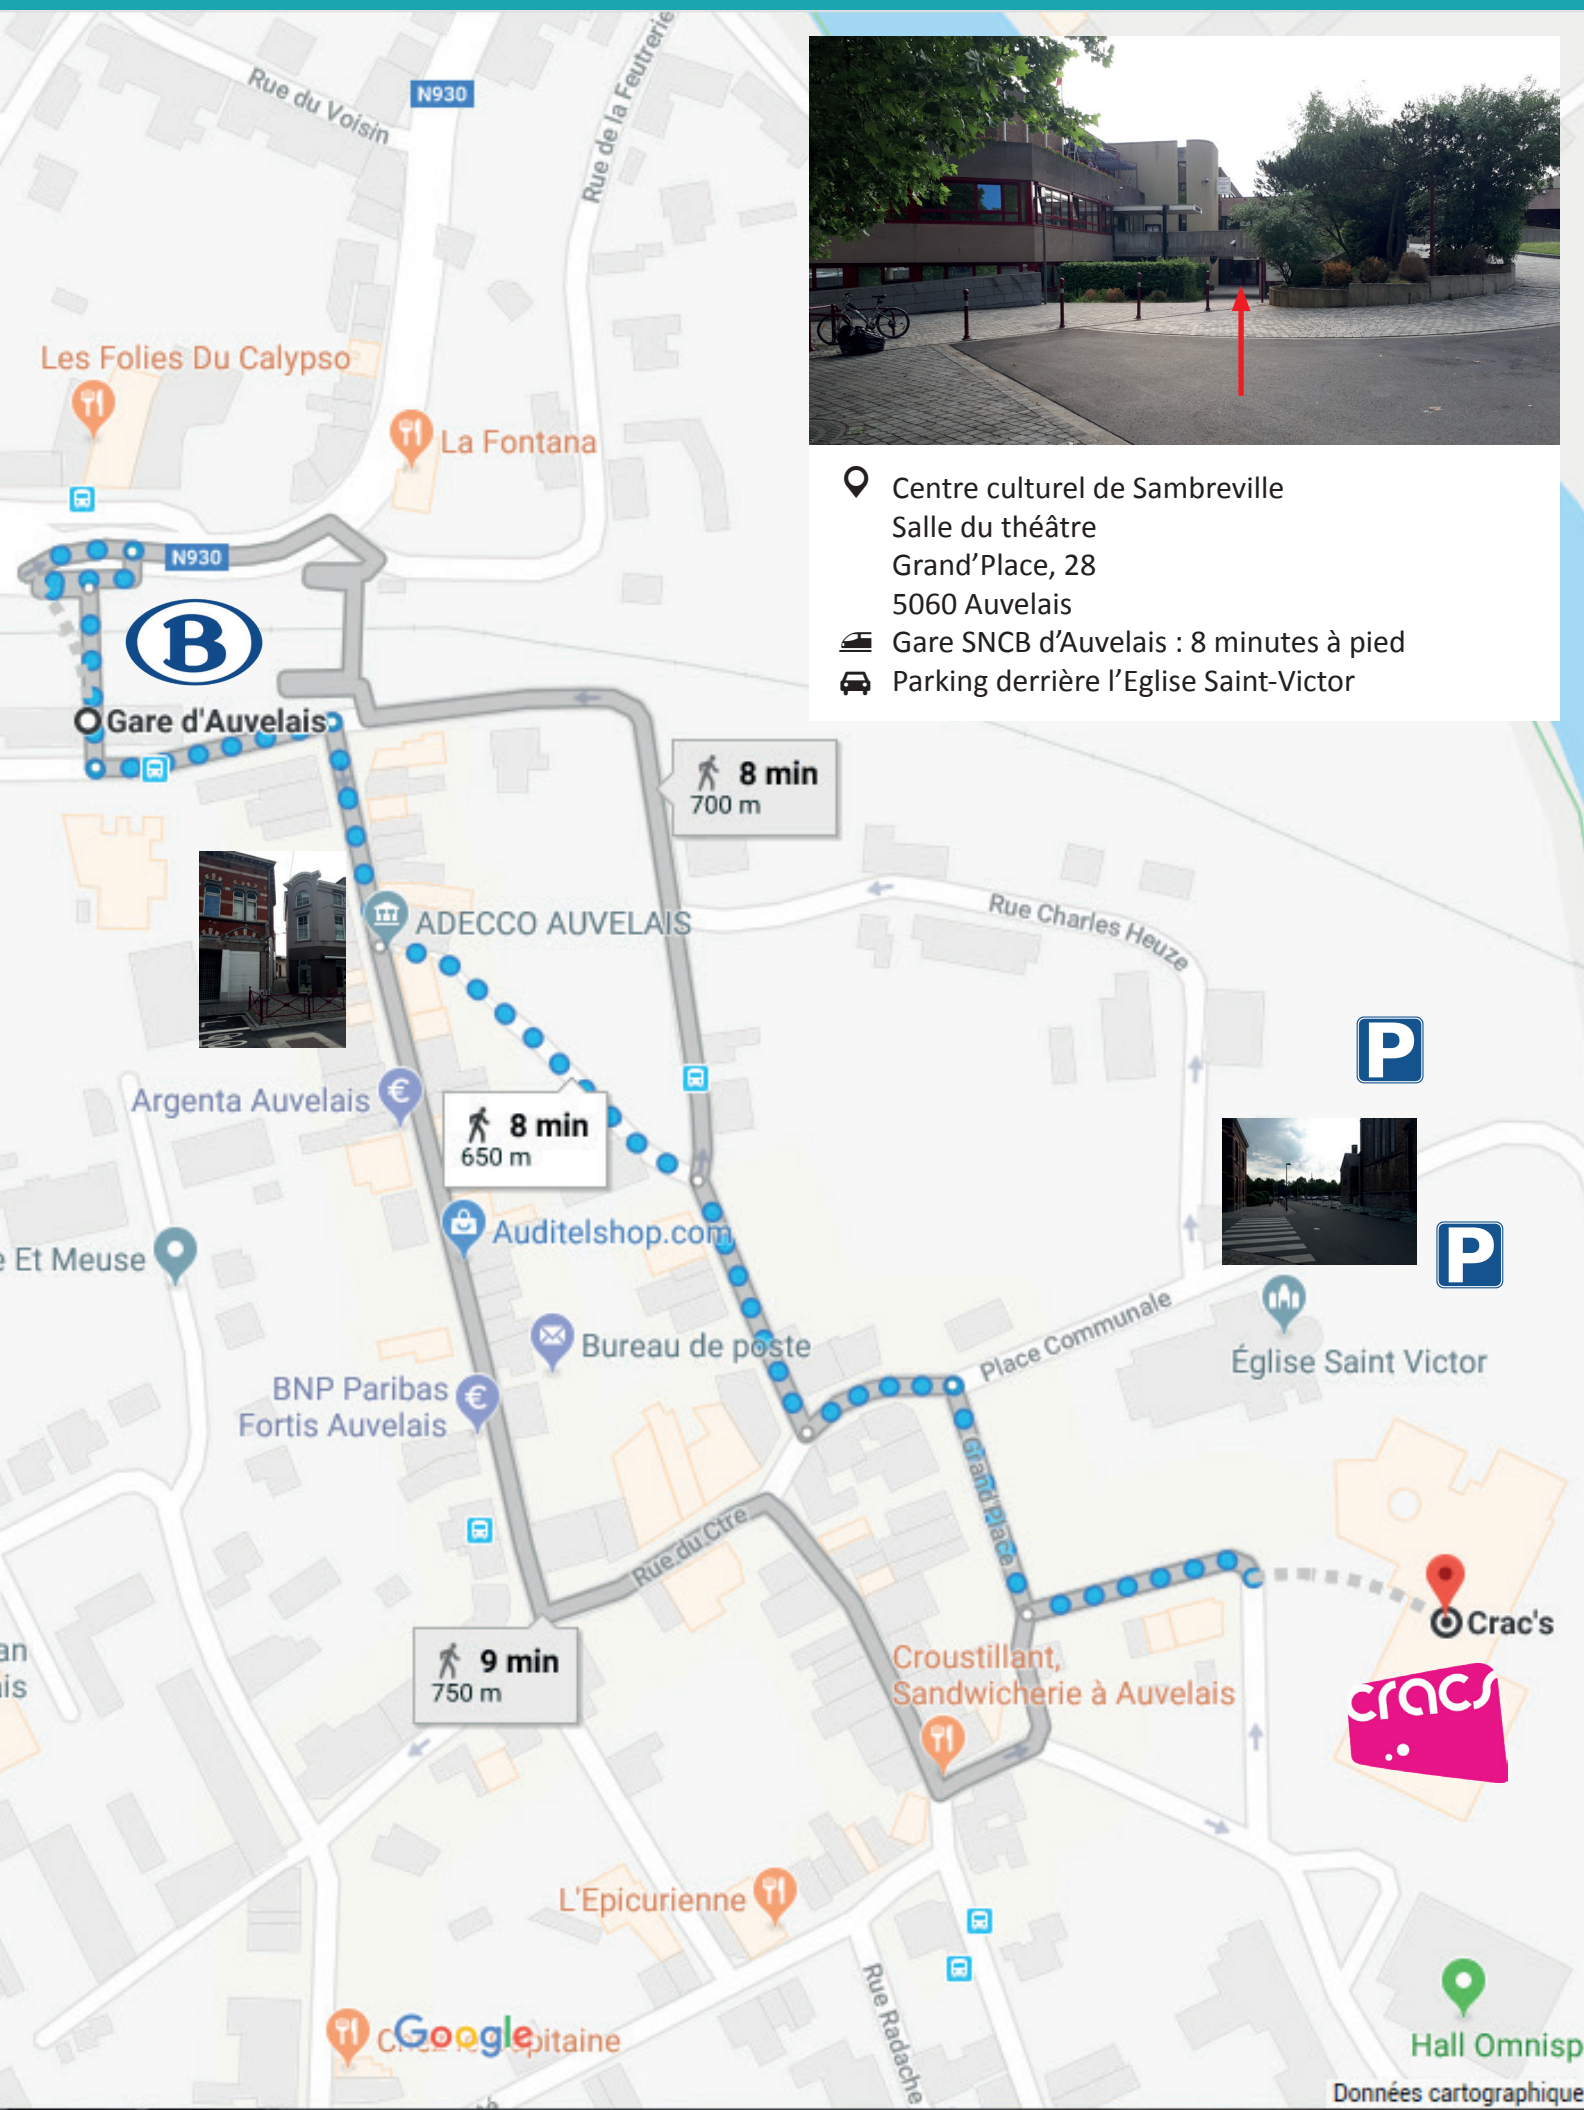 Rue du Voisin
N930
Rue de la Feutrerie
Les Folies Du Calypso
La Fontana
Centre culturel de Sambreville
Salle du théâtre
Grand'Place, 28
5060 Auvelais
Gare SNCB d'Auvelais : 8 minutes à pied
Parking derrière l'Eglise Saint-Victor
N930
B
Gare d'Auvelais
8 min
700 m
ADECCO AUVELAIS
Rue Charles Heuze
P
Argenta Auvelais
8 min
650 m
Auditelshop.com
e Et Meuse
P
Bureau de poste
Place Communale
Église Saint Victor
BNP Paribas
Fortis Auvelais
Grand'Place
Rue du Ctre
Crac's
9 min
750 m
an
ais
Croustillant,
Sandwicherie à Auvelais
cracs
L'Epicurienne
Rue Radache
Google
pitaine
Hall Omnisp
Données cartographique